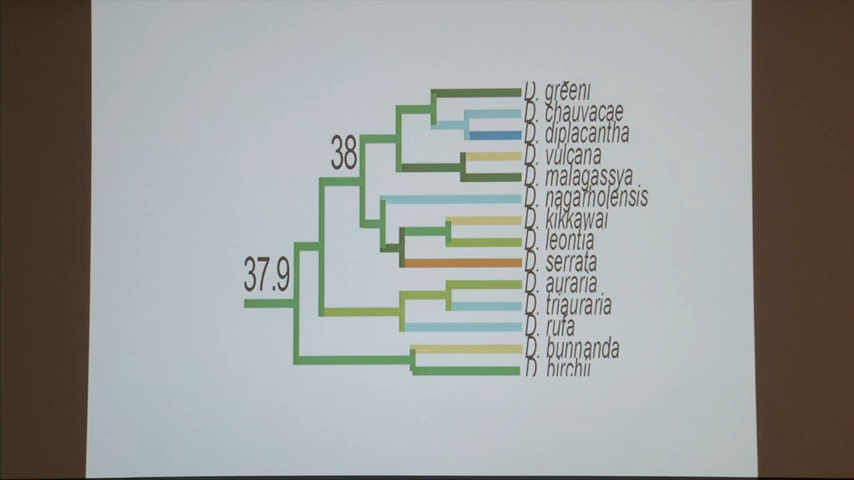 D. greeni
D. chauvacae
D. diplacantha
38
D. vulcana
D. malagassya
D. nagarholensis
D. kikkawai
D. leontia
D. serrata
37.9
D. auraria
D. triauraria
D. rufa
D. bunnanda
D. birchii